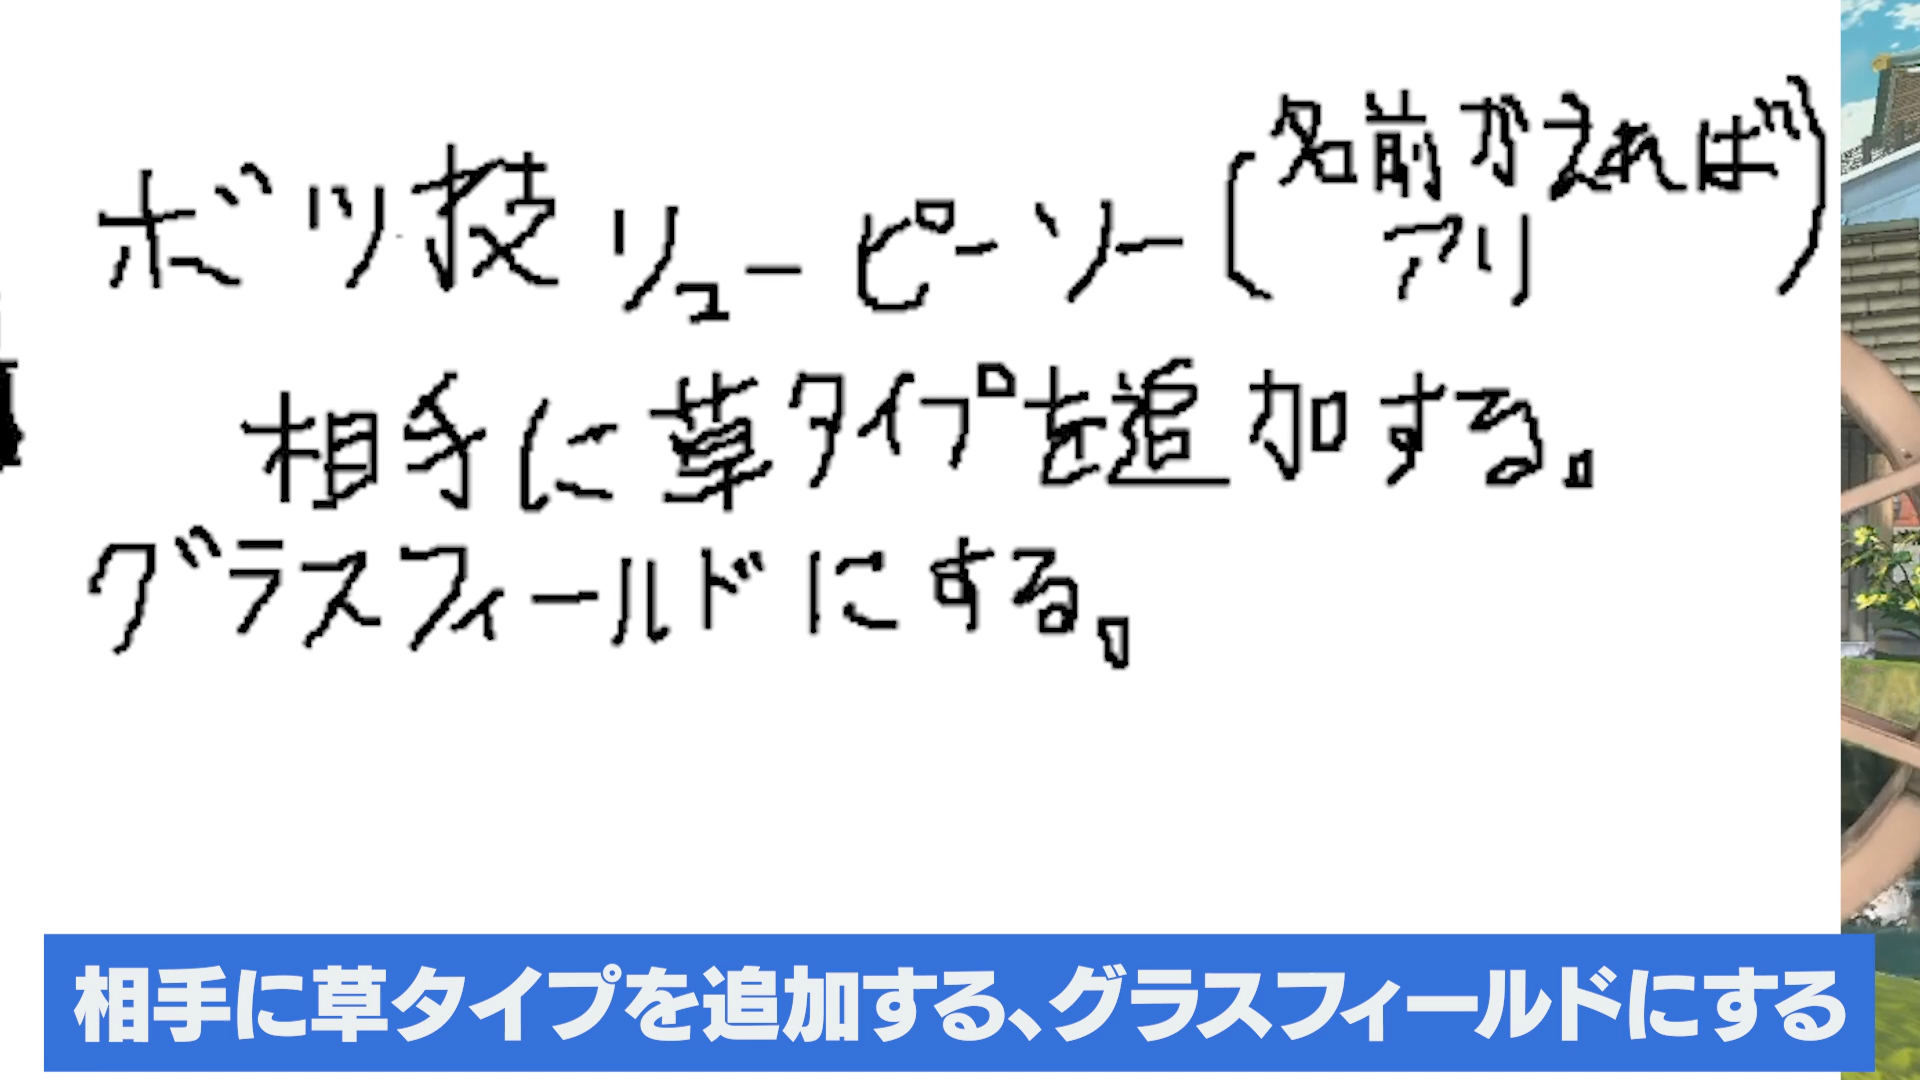 ボツ技リューピーソー(名前かえればアリ)
相手に草タイプを追加する。
グラスフィールドにする。
相手に草タイプを追加する、グラスフィールドにする